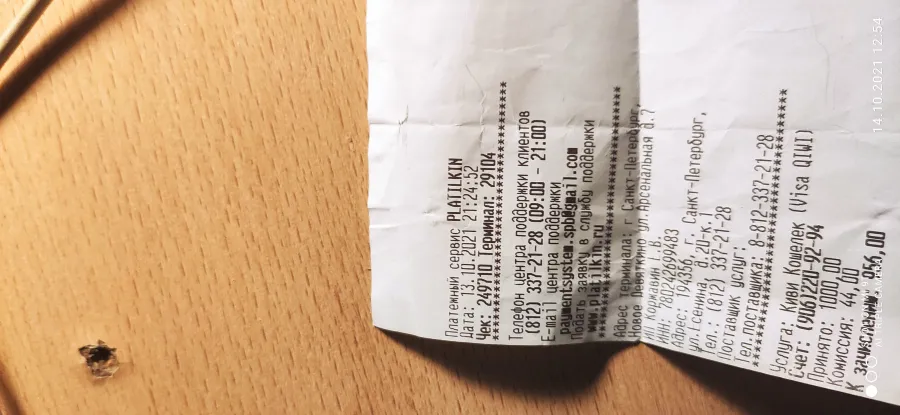 Платежный сервис PLATILKIN
Дата: 13.10.2021 21:24:52
Чек: 249710 Терминал: 29104
********************************
Телефон центра поддержки клиентов
(812) 337-21-28 (09:00 - 21:00)
E-mail центра поддержки
paymentsystem.spb@gmail.com
Подать заявку в службу поддержки
www.platilkin.ru
********************************
Адрес терминала: г Санкт-Петербург,
Новое Девяткино ул.Арсенальная д.7
ИП Коржавин I.В.
ИНН: 780242699483
Адрес: 194356, г. Санкт-Петербург,
ул.Есенина, д.20-к.1
Тел.: (812) 337-21-28
Поставщик услуг:
Тел.поставщика: 8-812-337-21-28
********************************
Услуга: Киви Кошелек (Visa QIWI)
Счет: (906)220-92-94
Принято: 1000,00
Комиссия: 44,00
К зачислению: 956,00
14.10.2021 12:54